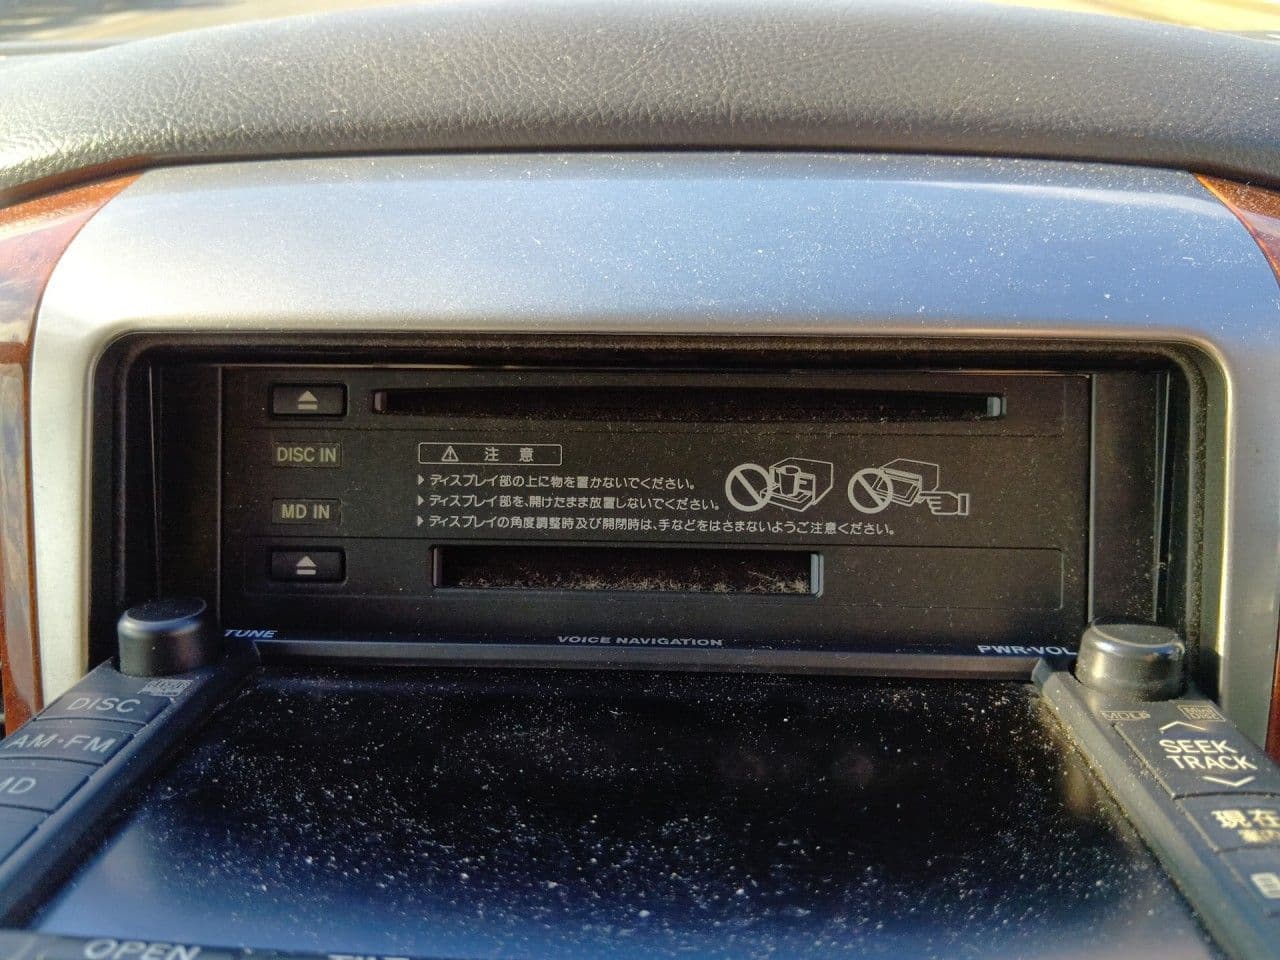 DISC IN
MD IN
注意
ディスプレイ部の上に物を置かないでください。
ディスプレイ部を、開けたまま放置しないでください。
ディスプレイの角度調整時及び開閉時は、手などをはさまないようご注意ください。
TUNE
VOICE NAVIGATION
PWR·VOL
DISC
AM·FM
MD
MDLP
SEEK
TRACK
現在
OPEN
TILT